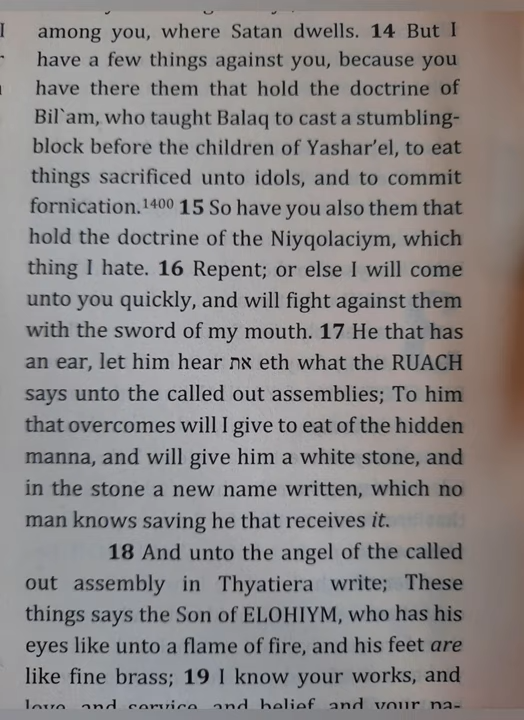 among you, where Satan dwells. 14 But I
have a few things against you, because you
have there them that hold the doctrine of
Bil`am, who taught Balaq to cast a stumbling-
block before the children of Yashar'el, to eat
things sacrificed unto idols, and to commit
fornication.1400 15 So have you also them that
hold the doctrine of the Niyqolaciym, which
thing I hate. 16 Repent; or else I will come
unto you quickly, and will fight against them
with the sword of my mouth. 17 He that has
an ear, let him hear את eth what the RUACH
says unto the called out assemblies; To him
that overcomes will I give to eat of the hidden
manna, and will give him a white stone, and
in the stone a new name written, which no
man knows saving he that receives it.
18 And unto the angel of the called
out assembly in Thyatiera write; These
things says the Son of ELOHIYM, who has his
eyes like unto a flame of fire, and his feet are
like fine brass; 19 I know your works, and
love, and service, and belief, and your pa-